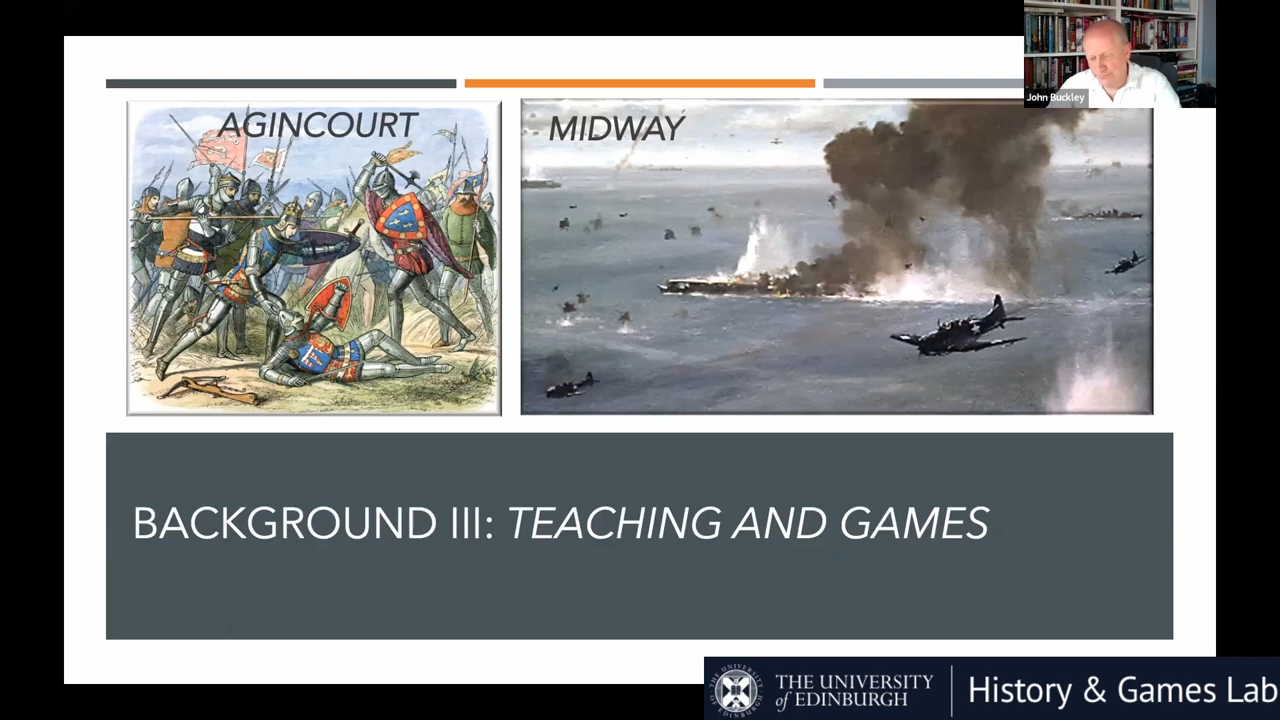 John Buckley
AGINCOURT
MIDWAY
BACKGROUND III: TEACHING AND GAMES
THE UNIVERSITY
of EDINBURGH
History & Games Lab